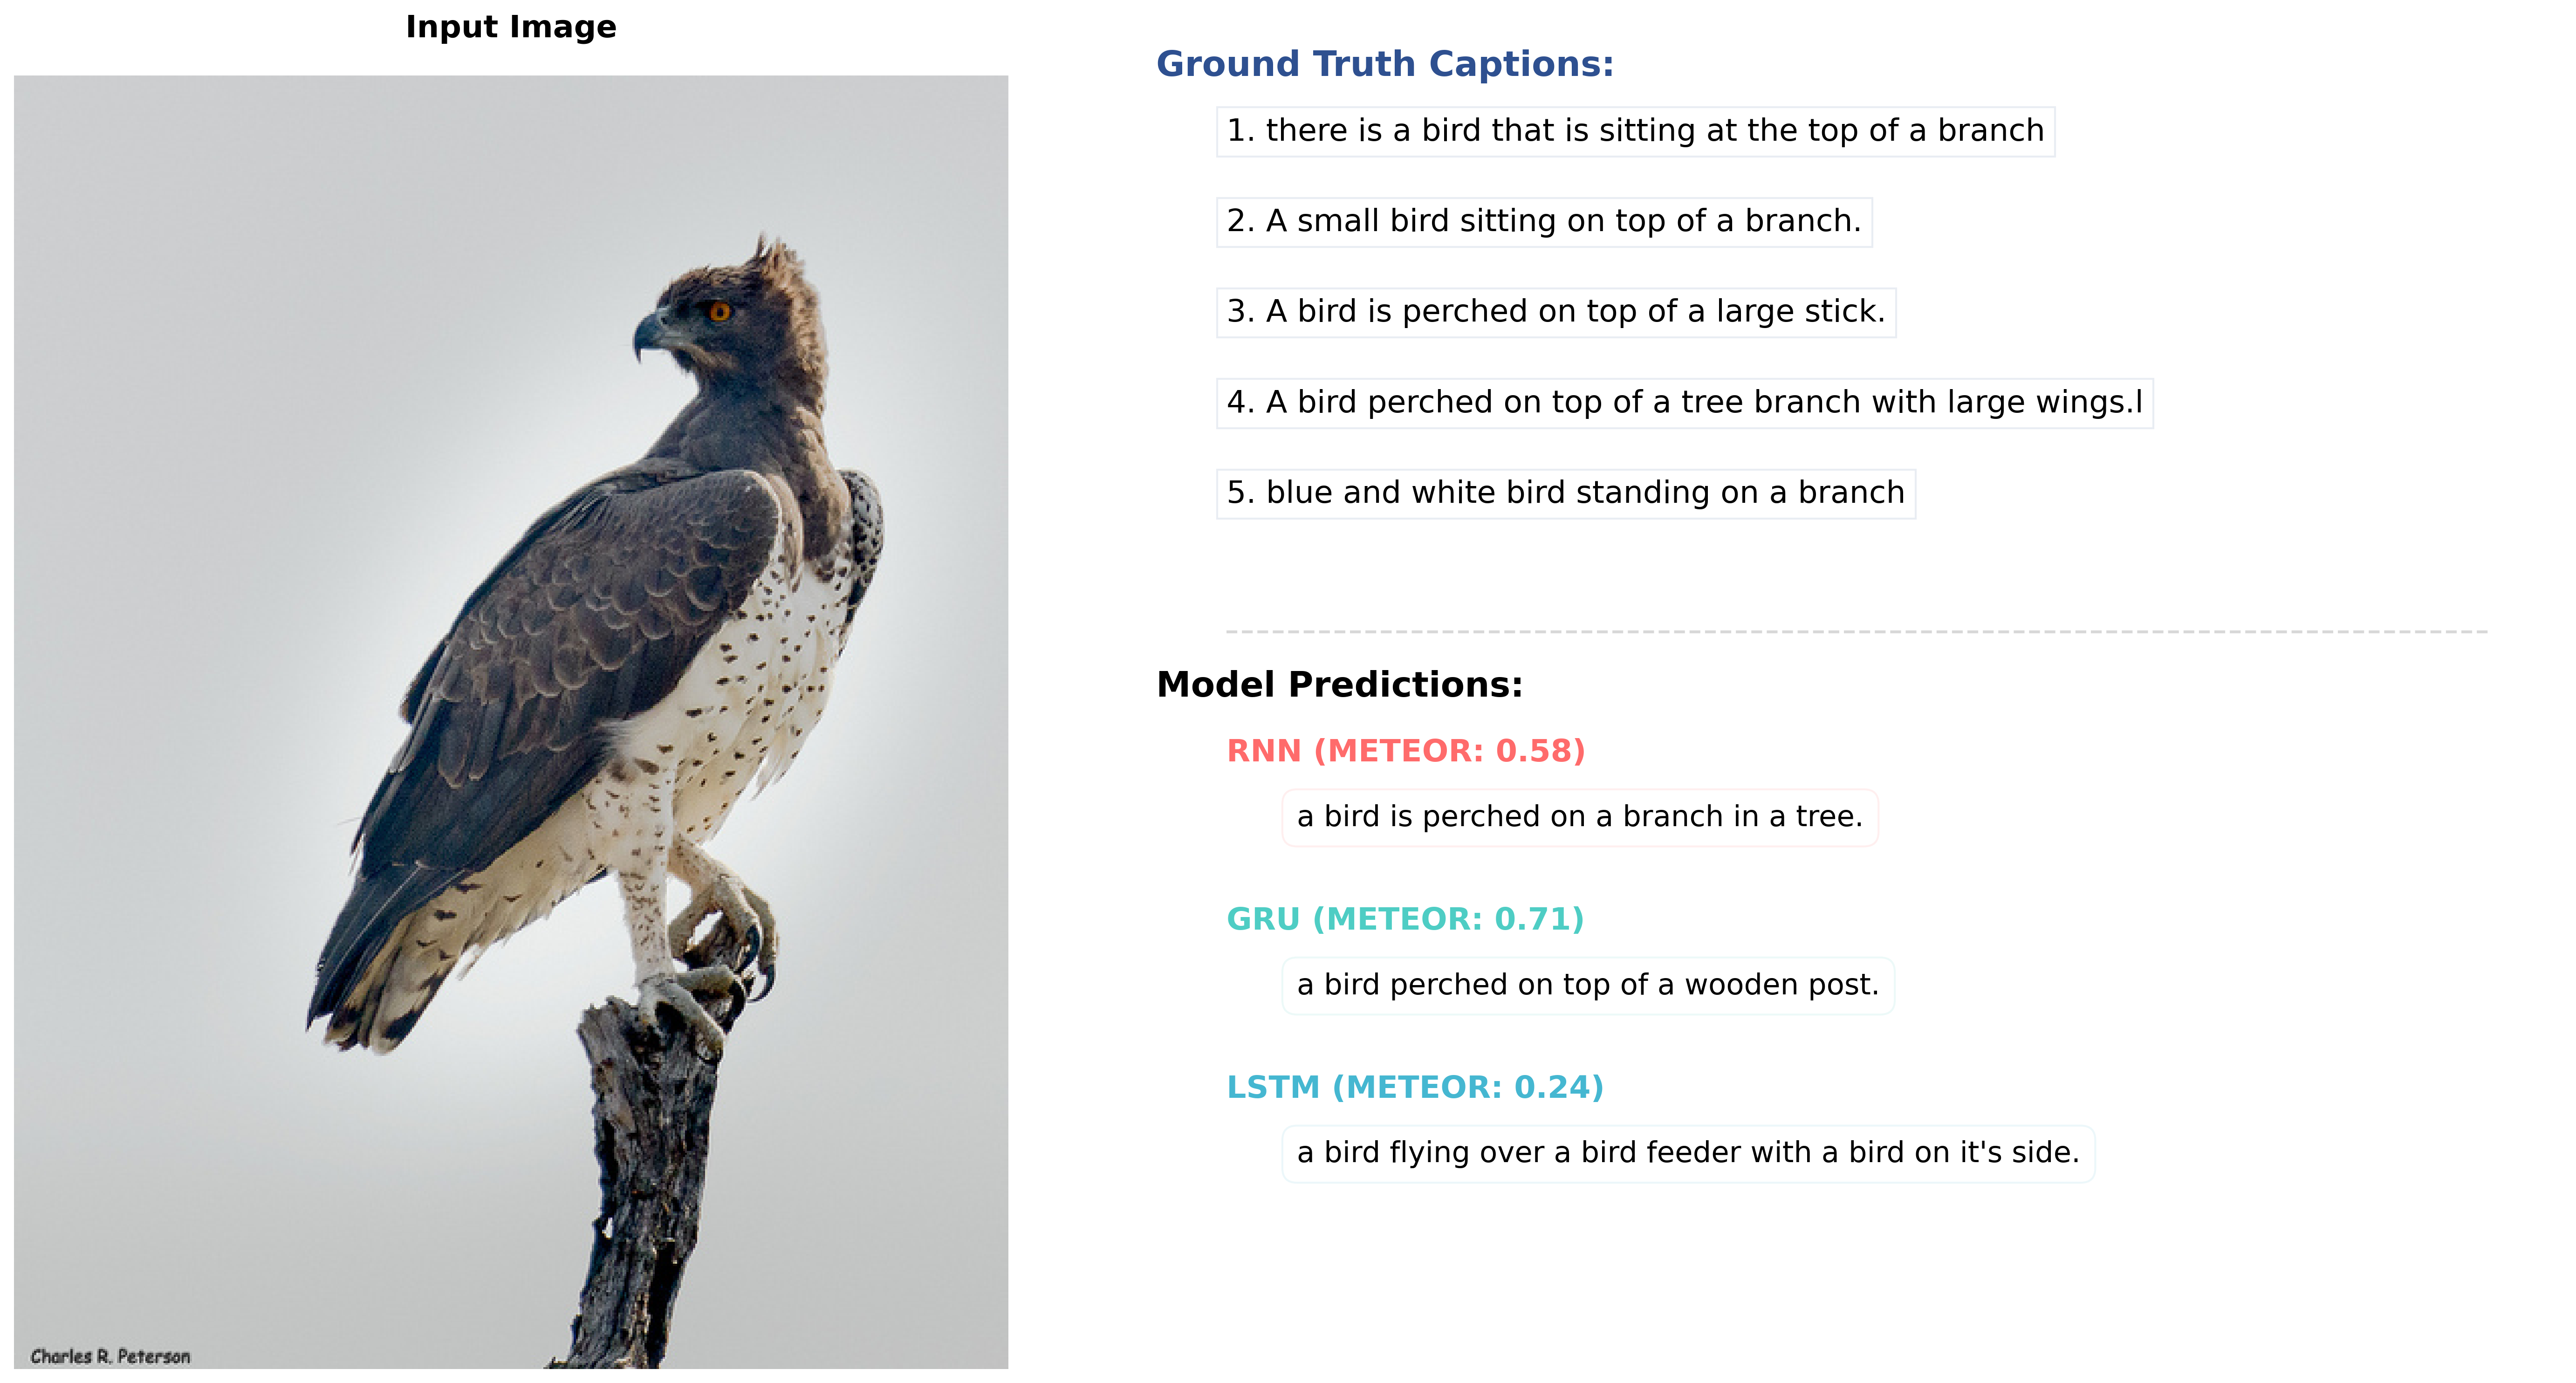 Input Image
Charles R. Peterson
Ground Truth Captions:
1. there is a bird that is sitting at the top of a branch
2. A small bird sitting on top of a branch.
3. A bird is perched on top of a large stick.
4. A bird perched on top of a tree branch with large wings.l
5. blue and white bird standing on a branch
Model Predictions:
RNN (METEOR: 0.58)
a bird is perched on a branch in a tree.
GRU (METEOR: 0.71)
a bird perched on top of a wooden post.
LSTM (METEOR: 0.24)
a bird flying over a bird feeder with a bird on it's side.